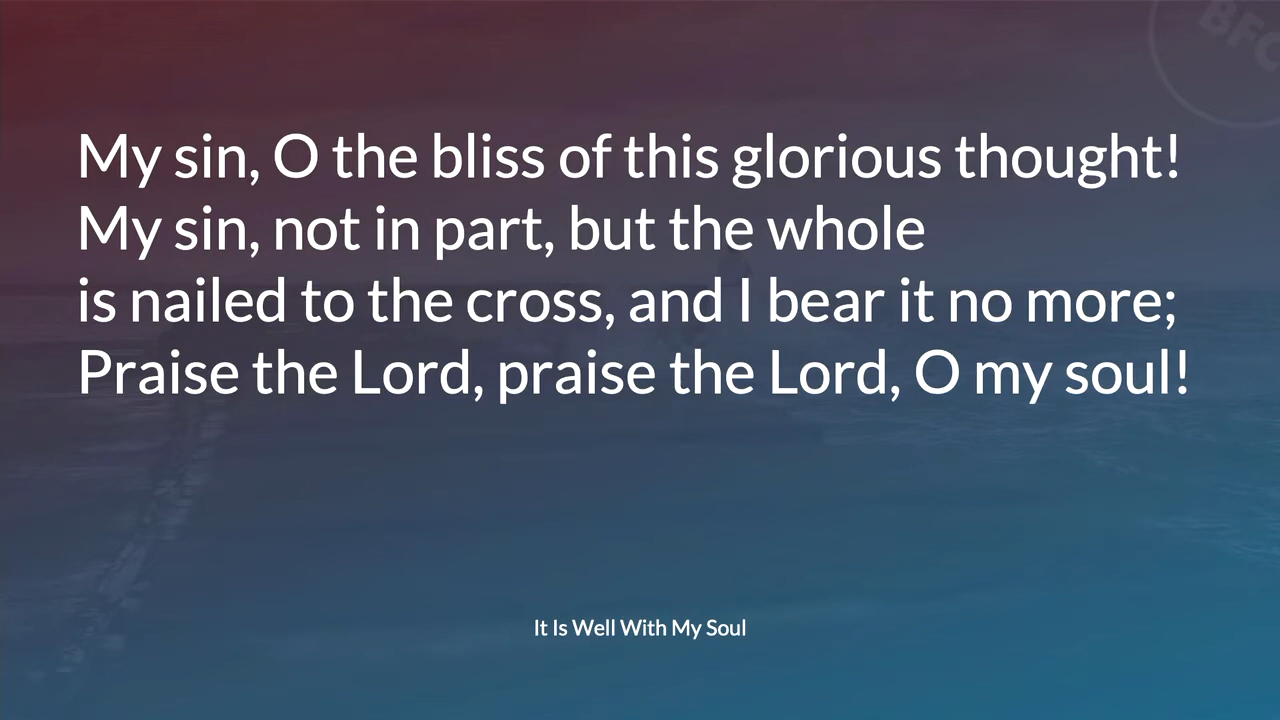 BFC
My sin, O the bliss of this glorious thought!
My sin, not in part, but the whole
is nailed to the cross, and I bear it no more;
Praise the Lord, praise the Lord, O my soul!
It Is Well With My Soul